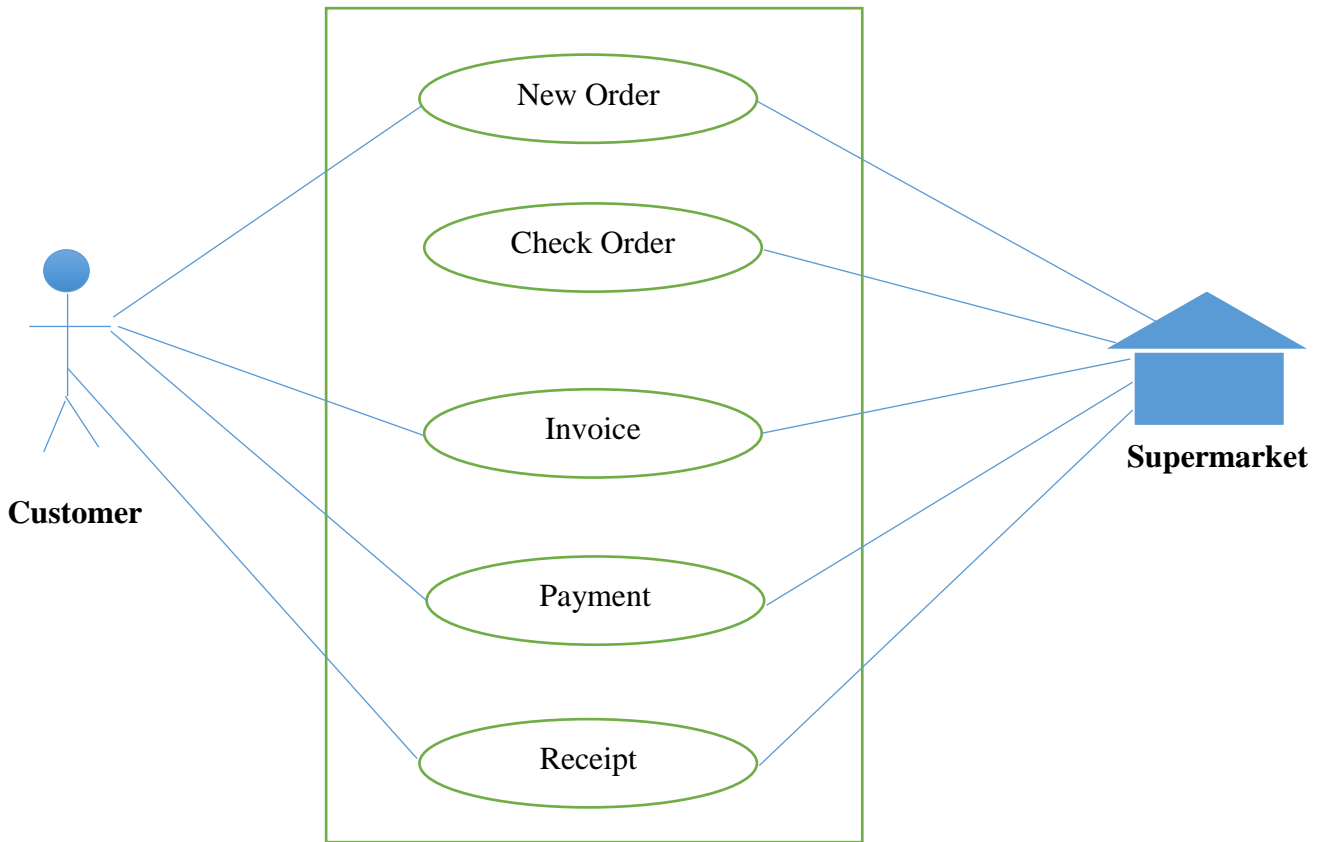 New Order
Check Order
Invoice
Supermarket
Customer
Payment
Receipt